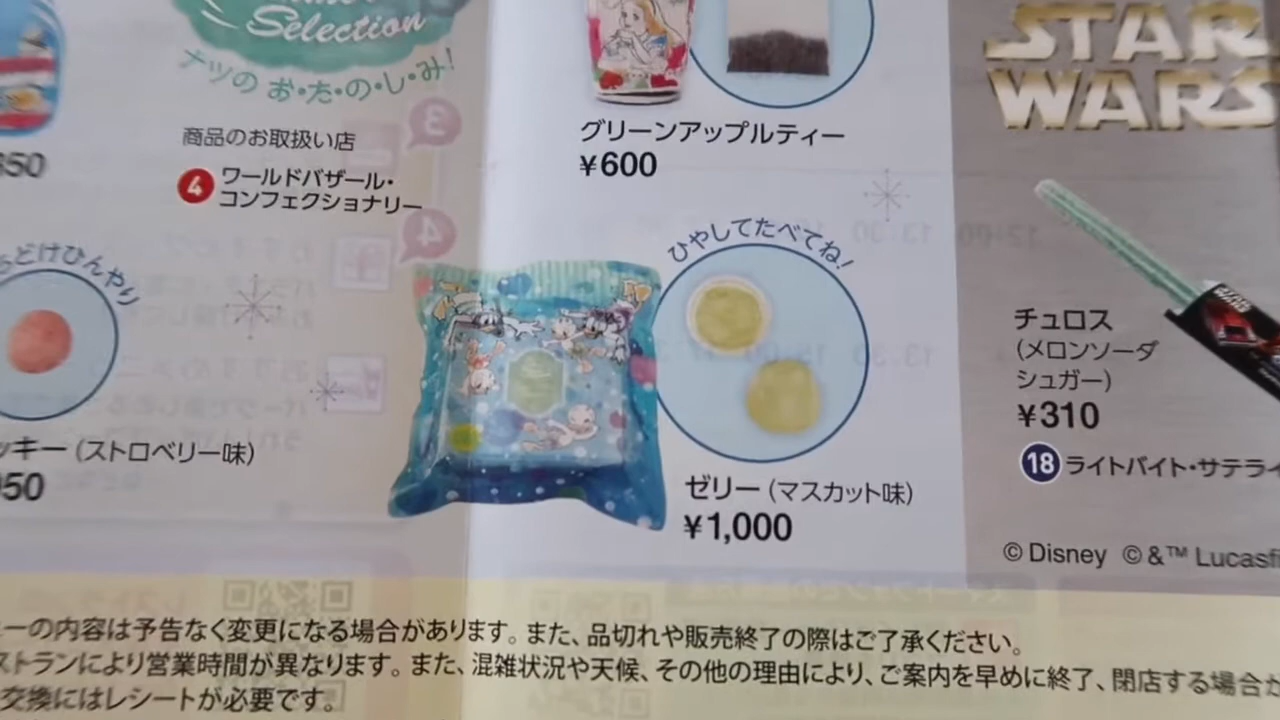 Selection
ナツの お・た・の・し・み!
商品のお取扱い店
4 ワールドバザール・
コンフェクショナリー
グリーンアップルティー
¥600
STAR
WARS
ひやしてたべてね!
どけひんやり
ッキー(ストロベリー味)
950
ゼリー(マスカット味)
¥1,000
チュロス
(メロンソーダ
シュガー)
¥310
18 ライトバイト・サテライ
©Disney ©&™ Lucasfi
ーの内容は予告なく変更になる場合があります。また、品切れや販売終了の際はご了承ください。
ストランにより営業時間が異なります。また、混雑状況や天候、その他の理由により、ご案内を早めに終了、閉店する場合が
交換にはレシートが必要です。